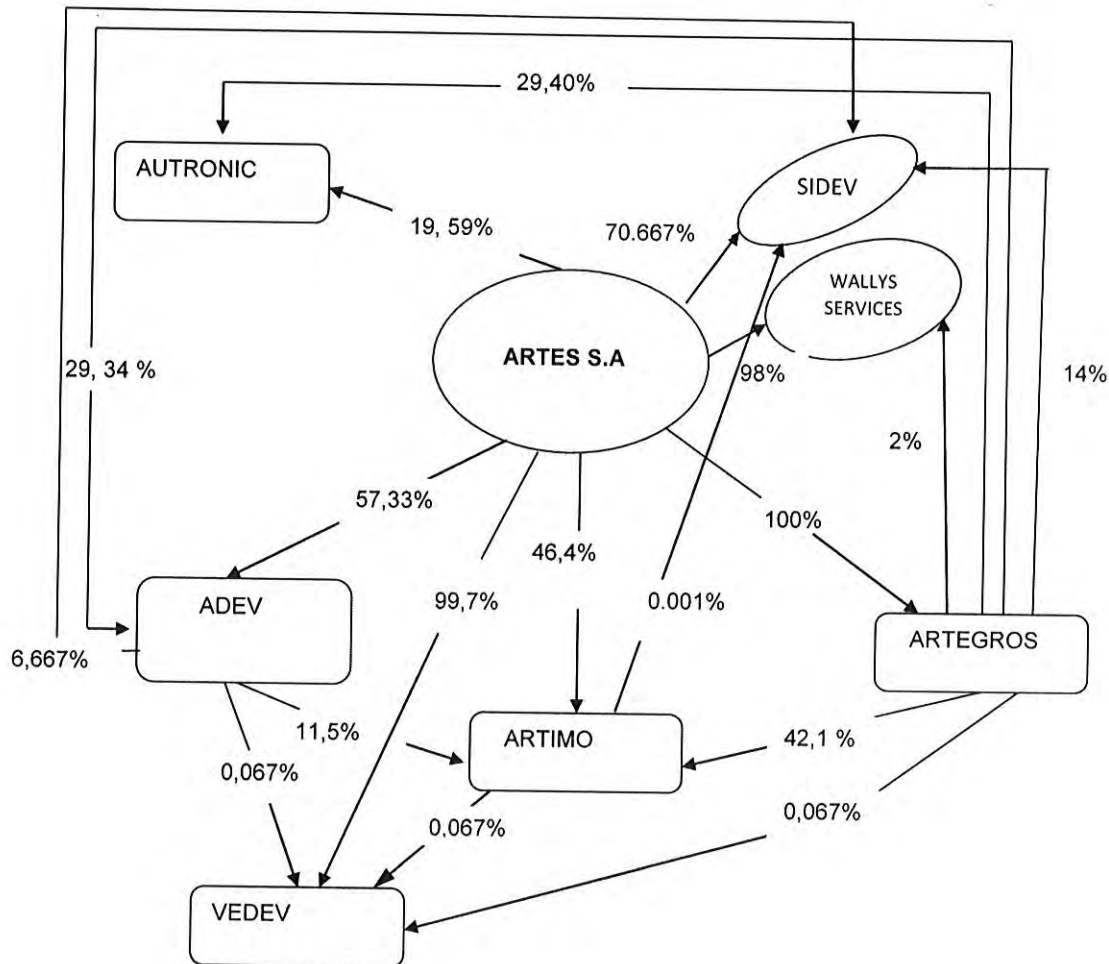 29,40%
AUTRONIC
SIDEV
19, 59%
70.667%
WALLYS
SERVICES
ARTES S.A
29, 34 %
98%
14%
2%
57,33%
46,4%
100%
ADEV
99,7%
0.001%
ARTEGROS
6,667%
11,5%
ARTIMO
42,1 %
0,067%
0,067%
0,067%
VEDEV